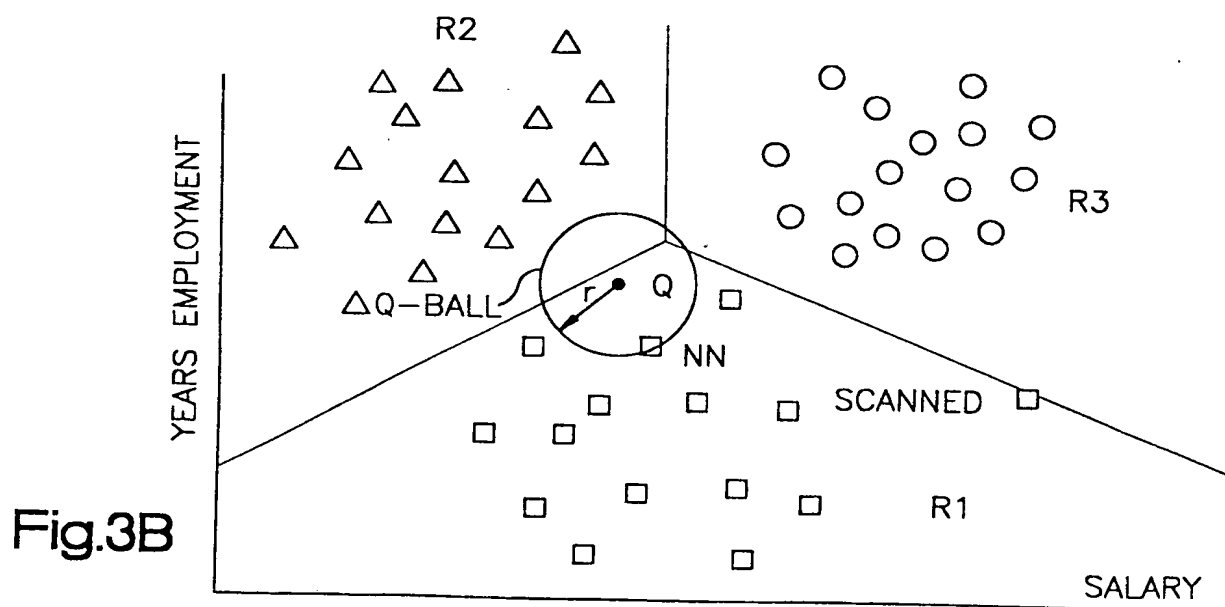 R2
R3
YEARS EMPLOYMENT
Q-BALL
r
Q
NN
SCANNED
R1
Fig.3B
SALARY